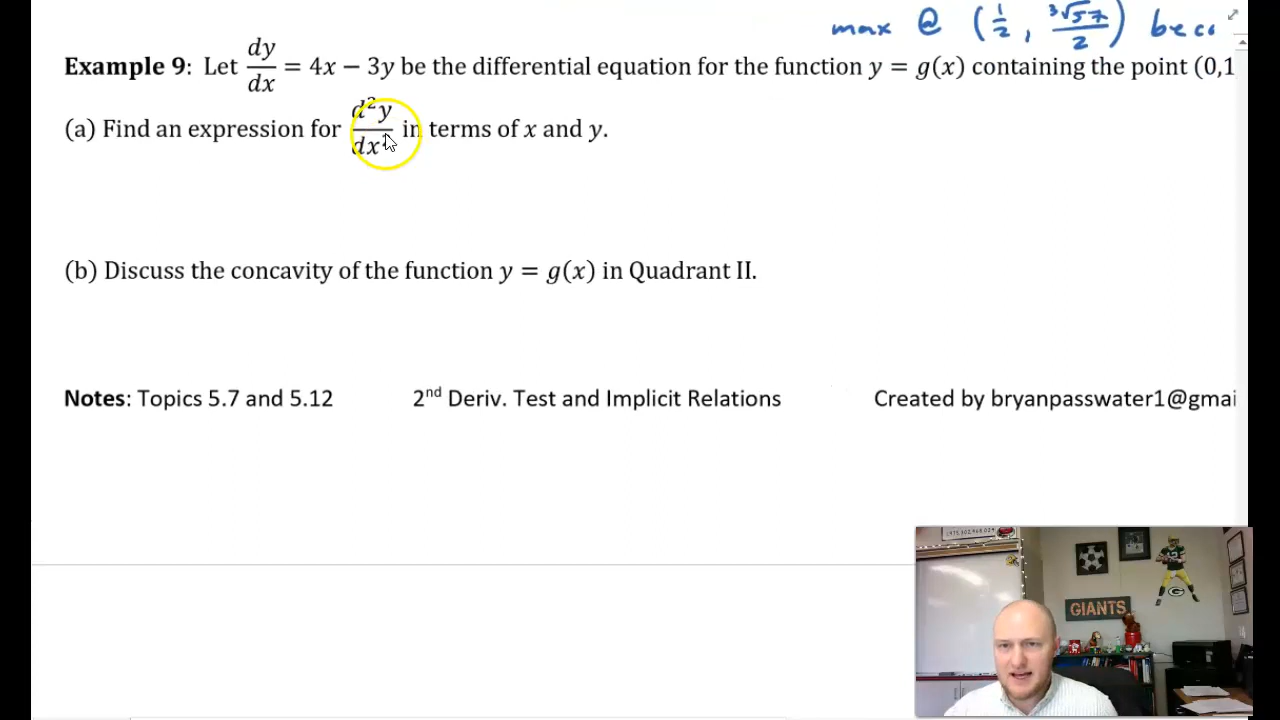 max @ (1/2, ³√57/2) beca
Example 9: Let dy/dx = 4x − 3y be the differential equation for the function y = g(x) containing the point (0,1
(a) Find an expression for d²y/dx² in terms of x and y.
(b) Discuss the concavity of the function y = g(x) in Quadrant II.
Notes: Topics 5.7 and 5.12 2nd Deriv. Test and Implicit Relations Created by bryanpasswater1@gmai
GIANTS